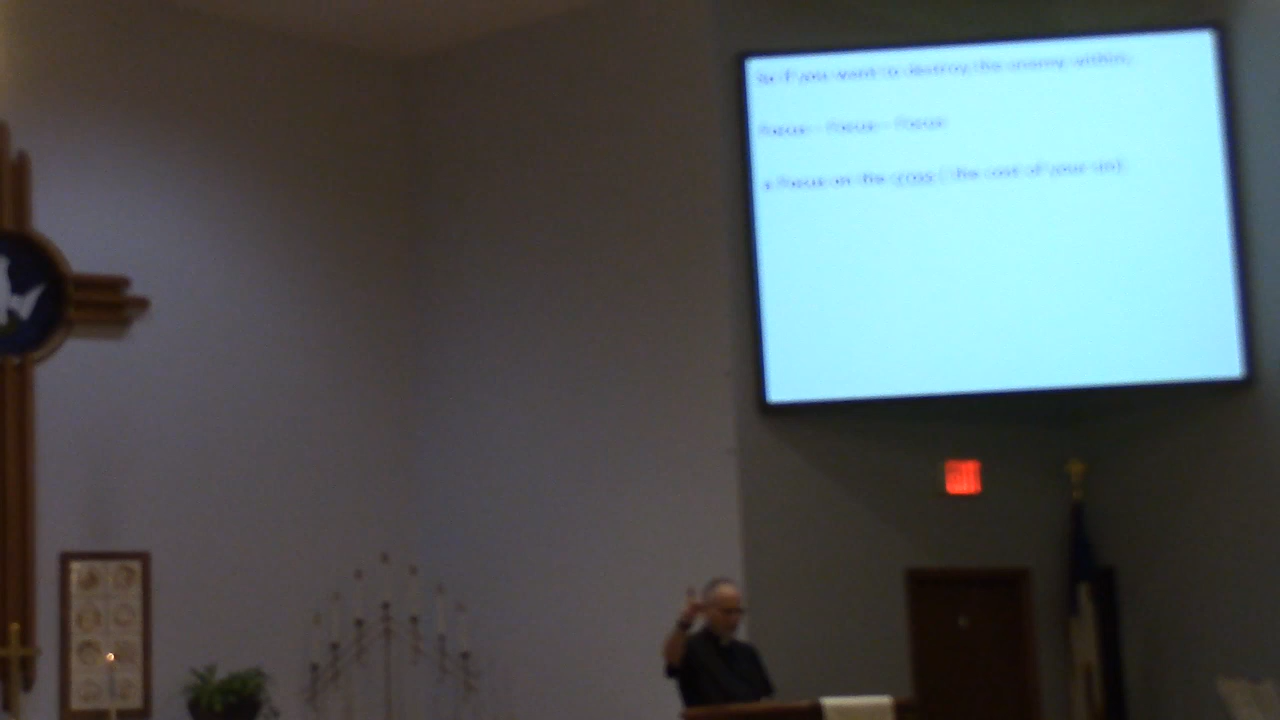 So if you want to destroy the enemy within,
Focus – Focus – Focus
Focus on the cross ( the cost of your sin)